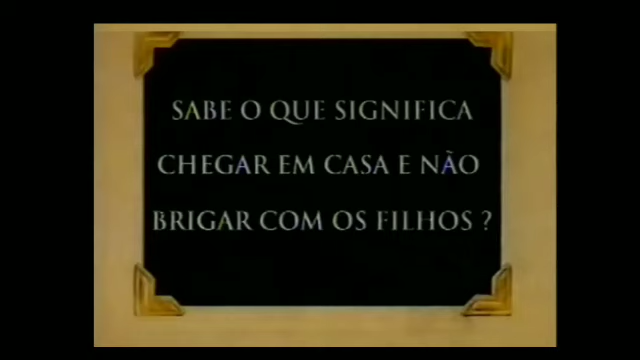 SABE O QUE SIGNIFICA
CHEGAR EM CASA E NÃO
BRIGAR COM OS FILHOS ?